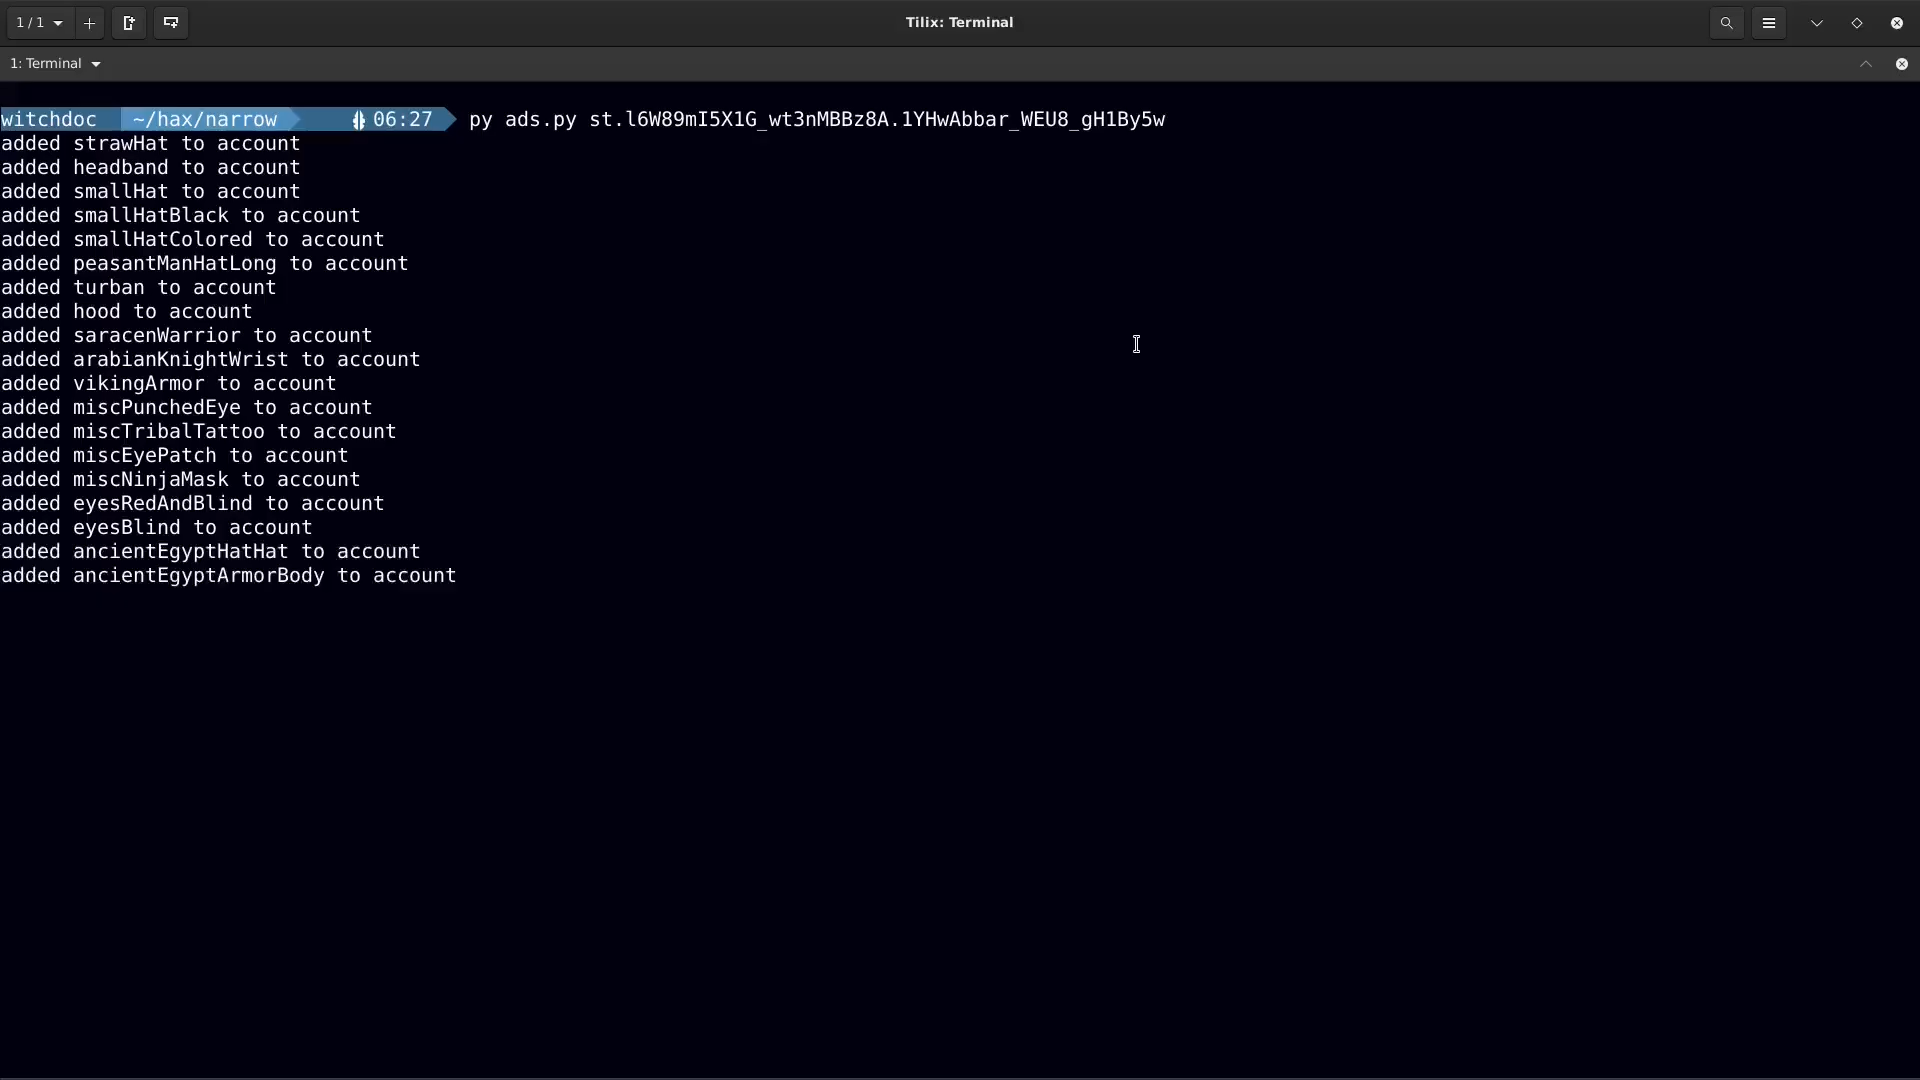 1 / 1
Tilix: Terminal
1: Terminal
witchdoc ~/hax/narrow 06:27 py ads.py st.l6W89mI5X1G_wt3nMBBz8A.1YHwAbbar_WEU8_gH1By5w
added strawHat to account
added headband to account
added smallHat to account
added smallHatBlack to account
added smallHatColored to account
added peasantManHatLong to account
added turban to account
added hood to account
added saracenWarrior to account
added arabianKnightWrist to account
added vikingArmor to account
added miscPunchedEye to account
added miscTribalTattoo to account
added miscEyePatch to account
added miscNinjaMask to account
added eyesRedAndBlind to account
added eyesBlind to account
added ancientEgyptHatHat to account
added ancientEgyptArmorBody to account